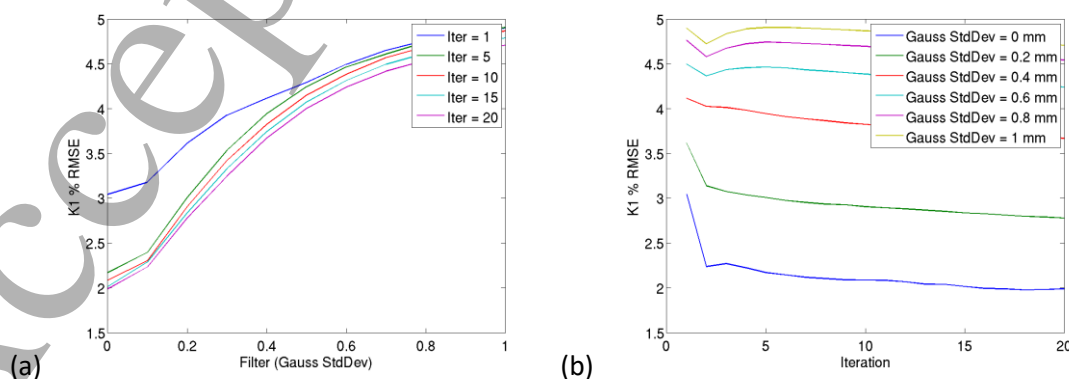 5
4.5
4
3.5
3
2.5
2
1.5
K1 % RMSE
0
0.2
0.4
0.6
0.8
1
Filter (Gauss StdDev)
Iter = 1
Iter = 5
Iter = 10
Iter = 15
Iter = 20
(a)
5
4.5
4
3.5
3
2.5
2
1.5
K1 % RMSE
0
5
10
15
20
Iteration
Gauss StdDev = 0 mm
Gauss StdDev = 0.2 mm
Gauss StdDev = 0.4 mm
Gauss StdDev = 0.6 mm
Gauss StdDev = 0.8 mm
Gauss StdDev = 1 mm
(b)
ccep